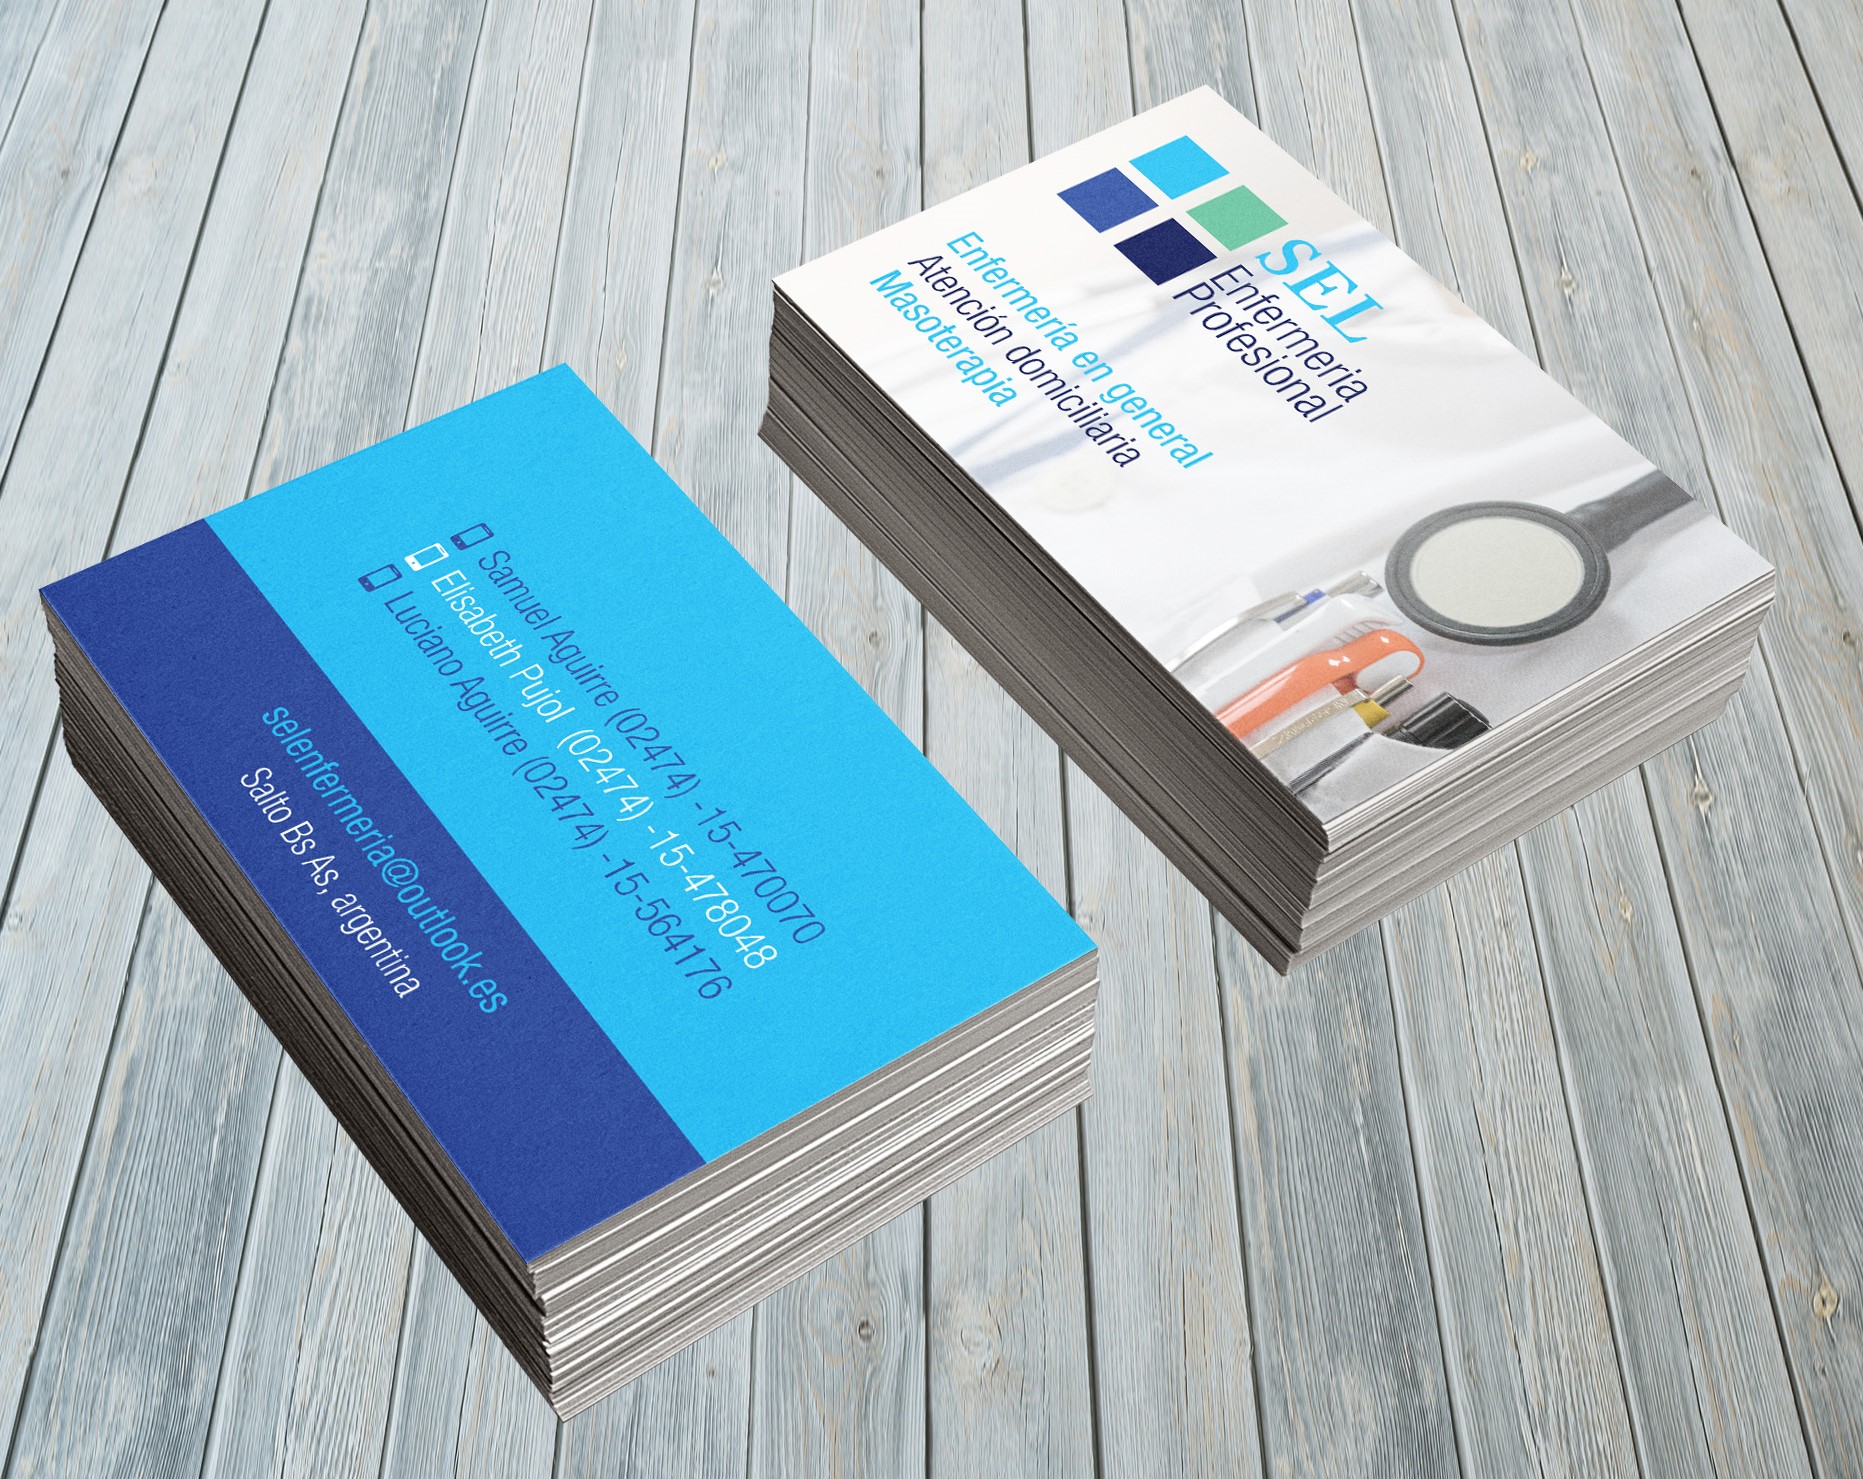 SEL
Enfermeria
Profesional
Enfermería en general
Atención domiciliaria
Masoterapia
Samuel Aguirre (02474) -15-470070
Elisabeth Pujol (02474) -15-478048
Luciano Aguirre (02474) -15-564176
selenfermeria@outlook.es
Salto Bs As, argentina